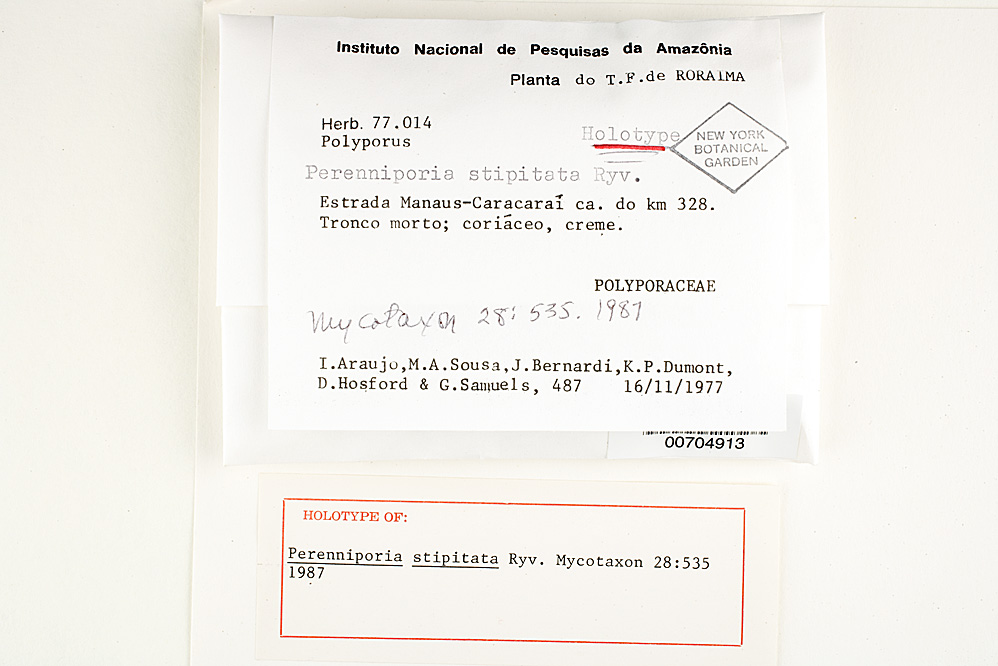 Instituto Nacional de Pesquisas da Amazônia
Planta do T.F.de RORAIMA
Herb. 77.014
Polyporus
Holotype
NEW YORK
BOTANICAL
GARDEN
Perenniporia stipitata Ryv.
Estrada Manaus-Caracaraí ca. do km 328.
Tronco morto; coriáceo, creme.
POLYPORACEAE
Mycotaxon 28: 535. 1987
I.Araujo,M.A.Sousa,J.Bernardi,K.P.Dumont,
D.Hosford & G.Samuels, 487 16/11/1977
00704913
HOLOTYPE OF:
Perenniporia stipitata Ryv. Mycotaxon 28:535
1987